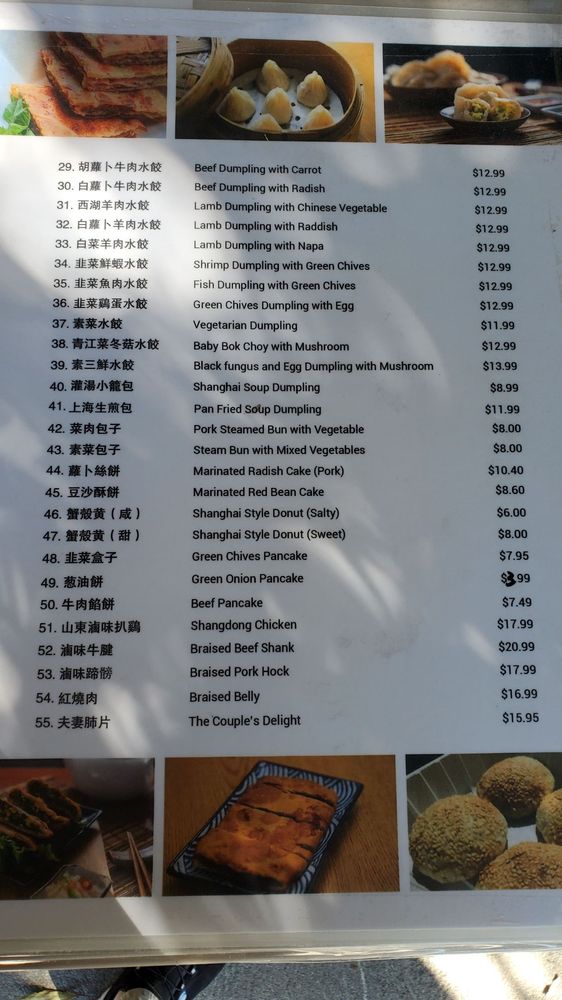 29. 胡蘿卜牛肉水餃 Beef Dumpling with Carrot $12.99
30. 白蘿卜牛肉水餃 Beef Dumpling with Radish $12.99
31. 西湖羊肉水餃 Lamb Dumpling with Chinese Vegetable $12.99
32. 白蘿卜羊肉水餃 Lamb Dumpling with Raddish $12.99
33. 白菜羊肉水餃 Lamb Dumpling with Napa $12.99
34. 韭菜鮮蝦水餃 Shrimp Dumpling with Green Chives $12.99
35. 韭菜魚肉水餃 Fish Dumpling with Green Chives $12.99
36. 韭菜鷄蛋水餃 Green Chives Dumpling with Egg $12.99
37. 素菜水餃 Vegetarian Dumpling $11.99
38. 青江菜冬菇水餃 Baby Bok Choy with Mushroom $12.99
39. 素三鮮水餃 Black fungus and Egg Dumpling with Mushroom $13.99
40. 灌湯小籠包 Shanghai Soup Dumpling $8.99
41. 上海生煎包 Pan Fried Soup Dumpling $11.99
42. 菜肉包子 Pork Steamed Bun with Vegetable $8.00
43. 素菜包子 Steam Bun with Mixed Vegetables $8.00
44. 蘿卜絲餅 Marinated Radish Cake (Pork) $10.40
45. 豆沙酥餅 Marinated Red Bean Cake $8.60
46. 蟹殼黄（咸） Shanghai Style Donut (Salty) $6.00
47. 蟹殼黄（甜） Shanghai Style Donut (Sweet) $8.00
48. 韭菜盒子 Green Chives Pancake $7.95
49. 葱油餅 Green Onion Pancake $3.99
50. 牛肉餡餅 Beef Pancake $7.49
51. 山東滷味扒鷄 Shangdong Chicken $17.99
52. 滷味牛腱 Braised Beef Shank $20.99
53. 滷味蹄髈 Braised Pork Hock $17.99
54. 紅燒肉 Braised Belly $16.99
55. 夫妻肺片 The Couple's Delight $15.95